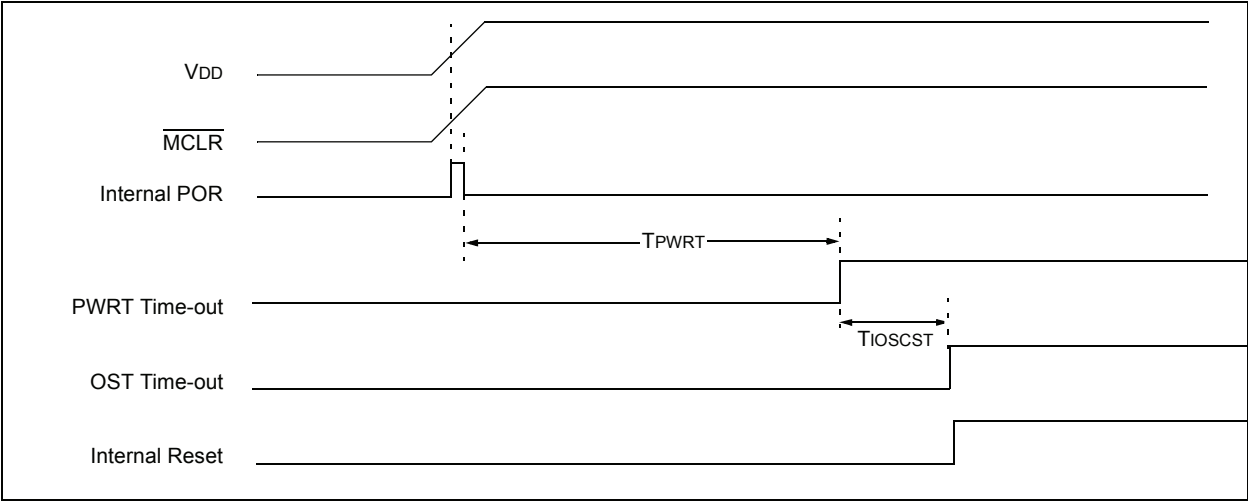 VDD
MCLR
Internal POR
TPWRT
PWRT Time-out
TIOSCST
OST Time-out
Internal Reset